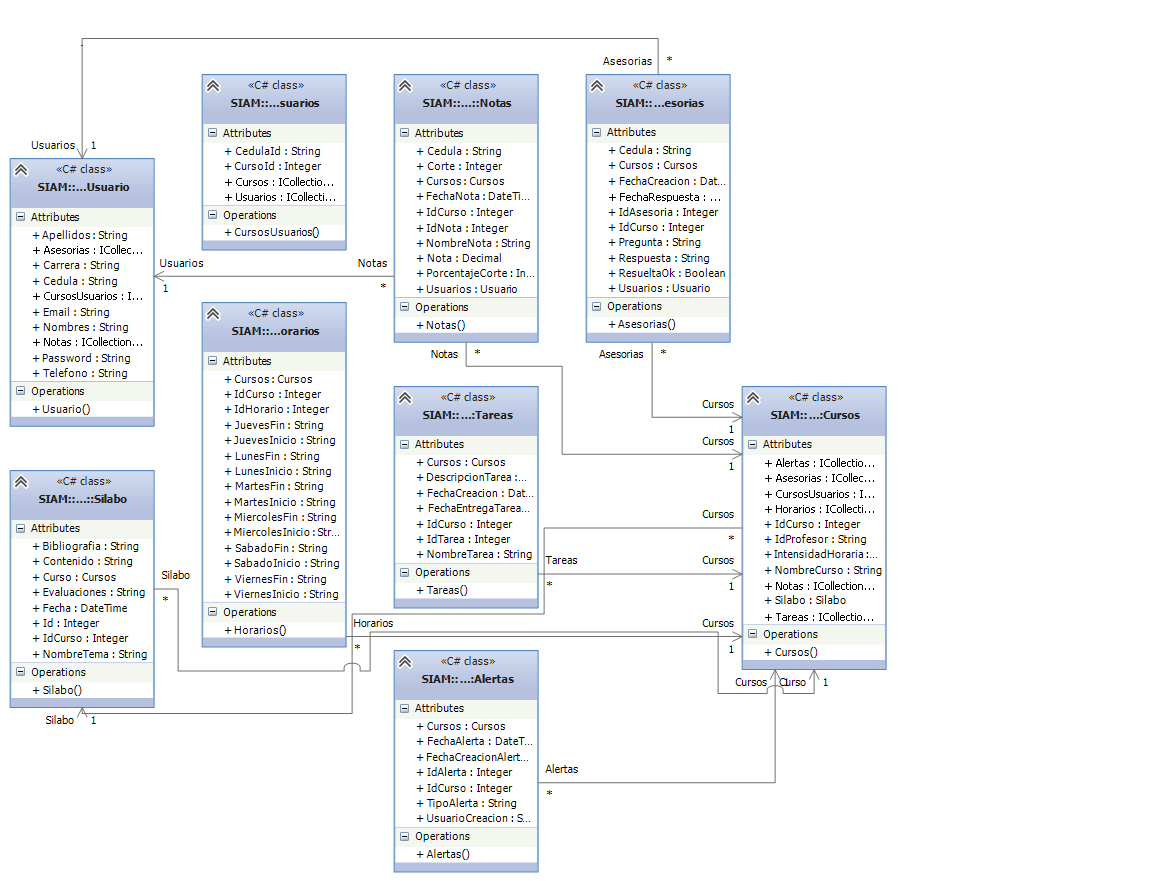 Asesorias *
Usuarios 1
«C# class»
SIAM::...Usuario
Attributes
+ Apellidos : String
+ Asesorias : ICollec...
+ Carrera : String
+ Cedula : String
+ CursosUsuarios : I...
+ Email : String
+ Nombres : String
+ Notas : ICollection...
+ Password : String
+ Telefono : String
Operations
+ Usuario()
«C# class»
SIAM::...suarios
Attributes
+ CedulaId : String
+ CursoId : Integer
+ Cursos : ICollectio...
+ Usuarios : ICollecti...
Operations
+ CursosUsuarios()
«C# class»
SIAM::...::Notas
Attributes
+ Cedula : String
+ Corte : Integer
+ Cursos : Cursos
+ FechaNota : DateTi...
+ IdCurso : Integer
+ IdNota : Integer
+ NombreNota : String
+ Nota : Decimal
+ PorcentajeCorte : In...
+ Usuarios : Usuario
Operations
+ Notas()
«C# class»
SIAM::...esorias
Attributes
+ Cedula : String
+ Cursos : Cursos
+ FechaCreacion : Dat...
+ FechaRespuesta : ...
+ IdAsesoria : Integer
+ IdCurso : Integer
+ Pregunta : String
+ Respuesta : String
+ ResueltaOk : Boolean
+ Usuarios : Usuario
Operations
+ Asesorias()
Usuarios Notas
1 *
Notas *
Asesorias *
«C# class»
SIAM::...orarios
Attributes
+ Cursos : Cursos
+ IdCurso : Integer
+ IdHorario : Integer
+ JuevesFin : String
+ JuevesInicio : String
+ LunesFin : String
+ LunesInicio : String
+ MartesFin : String
+ MartesInicio : String
+ MiercolesFin : String
+ MiercolesInicio : Str...
+ SabadoFin : String
+ SabadoInicio : String
+ ViernesFin : String
+ ViernesInicio : String
Operations
+ Horarios()
«C# class»
SIAM::...:Tareas
Attributes
+ Cursos : Cursos
+ DescripcionTarea :...
+ FechaCreacion : Dat...
+ FechaEntregaTarea...
+ IdCurso : Integer
+ IdTarea : Integer
+ NombreTarea : String
Operations
+ Tareas()
Cursos
1
Cursos
1
Cursos
*
Tareas Cursos
* 1
Horarios Cursos
* 1
«C# class»
SIAM::...:Cursos
Attributes
+ Alertas : ICollectio...
+ Asesorias : ICollec...
+ CursosUsuarios : I...
+ Horarios : ICollecti...
+ IdCurso : Integer
+ IdProfesor : String
+ IntensidadHoraria :...
+ NombreCurso : String
+ Notas : ICollection...
+ Silabo : Silabo
+ Tareas : ICollectio...
Operations
+ Cursos()
Cursos 1 Curso 1
«C# class»
SIAM::...::Silabo
Attributes
+ Bibliografia : String
+ Contenido : String
+ Curso : Cursos
+ Evaluaciones : String
+ Fecha : DateTime
+ Id : Integer
+ IdCurso : Integer
+ NombreTema : String
Operations
+ Silabo()
Silabo
*
Silabo 1
«C# class»
SIAM::...:Alertas
Attributes
+ Cursos : Cursos
+ FechaAlerta : DateT...
+ FechaCreacionAlert...
+ IdAlerta : Integer
+ IdCurso : Integer
+ TipoAlerta : String
+ UsuarioCreacion : S...
Operations
+ Alertas()
Alertas
*